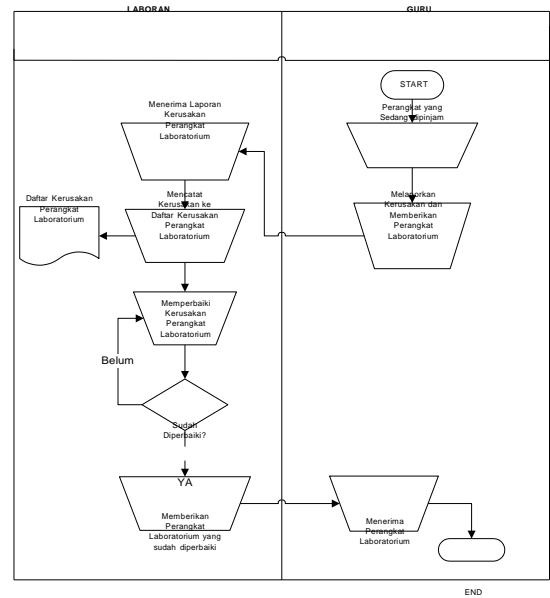 LABORAN
GURU
START
Perangkat yang
Sedang dipinjam
Menerima Laporan
Kerusakan
Perangkat
Laboratorium
Melaporkan
Kerusakan dan
Memberikan
Perangkat
Laboratorium
Mencatat
Kerusakan ke
Daftar Kerusakan
Perangkat
Laboratorium
Daftar Kerusakan
Perangkat
Laboratorium
Memperbaiki
Kerusakan
Perangkat
Laboratorium
Belum
Sudah
Diperbaiki?
YA
Memberikan
Perangkat
Laboratorium yang
sudah diperbaiki
Menerima
Perangkat
Laboratorium
END